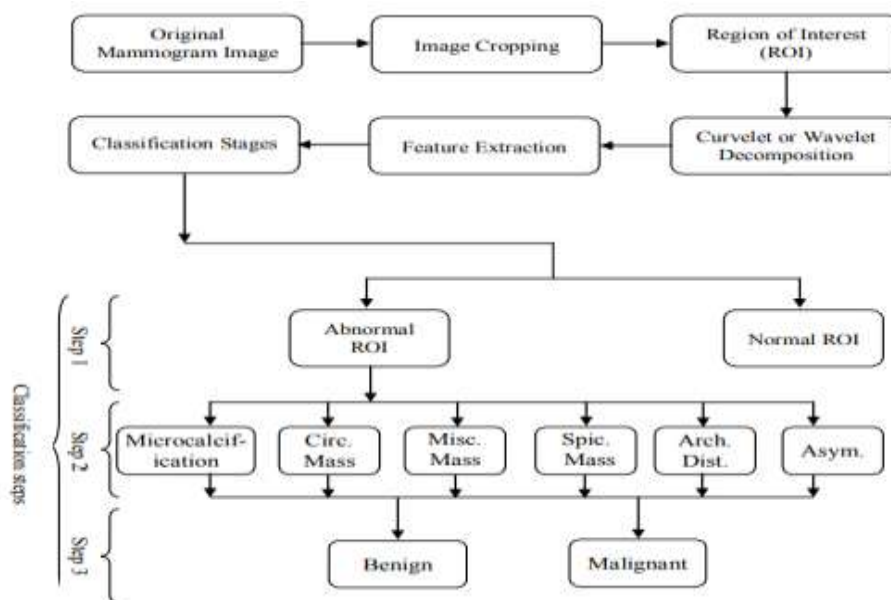 Original
Mammogram Image
Image Cropping
Region of Interest
(ROI)
Classification Stages
Feature Extraction
Curvelet or Wavelet
Decomposition
Classification steps
Step 1
Abnormal
ROI
Normal ROI
Step 2
Microcalcif-
ication
Circ.
Mass
Misc.
Mass
Spic.
Mass
Arch.
Dist.
Asym.
Step 3
Benign
Malignant